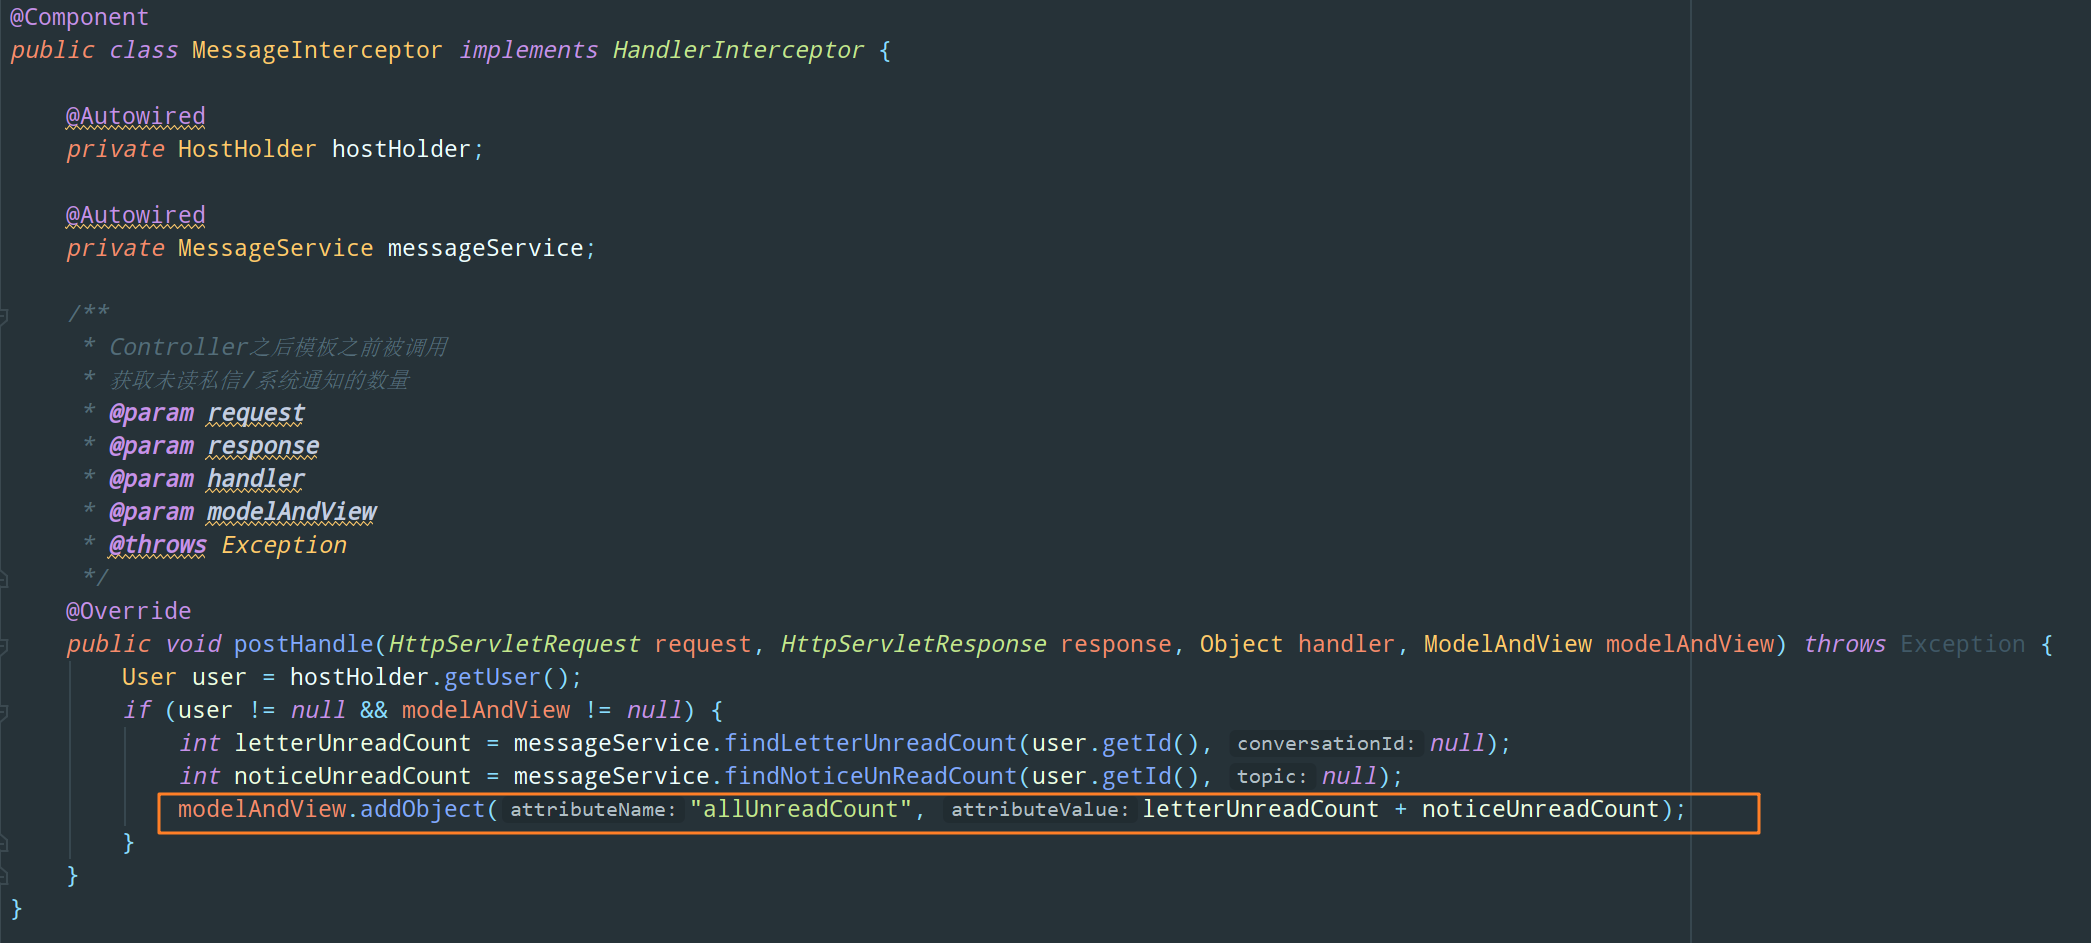 @Component
public class MessageInterceptor implements HandlerInterceptor {
@Autowired
private HostHolder hostHolder;
@Autowired
private MessageService messageService;
/**
* Controller之后模板之前被调用
* 获取未读私信/系统通知的数量
* @param request
* @param response
* @param handler
* @param modelAndView
* @throws Exception
*/
@Override
public void postHandle(HttpServletRequest request, HttpServletResponse response, Object handler, ModelAndView modelAndView) throws Exception {
User user = hostHolder.getUser();
if (user != null && modelAndView != null) {
int letterUnreadCount = messageService.findLetterUnreadCount(user.getId(), conversationId: null);
int noticeUnreadCount = messageService.findNoticeUnReadCount(user.getId(), topic: null);
modelAndView.addObject( attributeName: "allUnreadCount", attributeValue: letterUnreadCount + noticeUnreadCount);
}
}
}